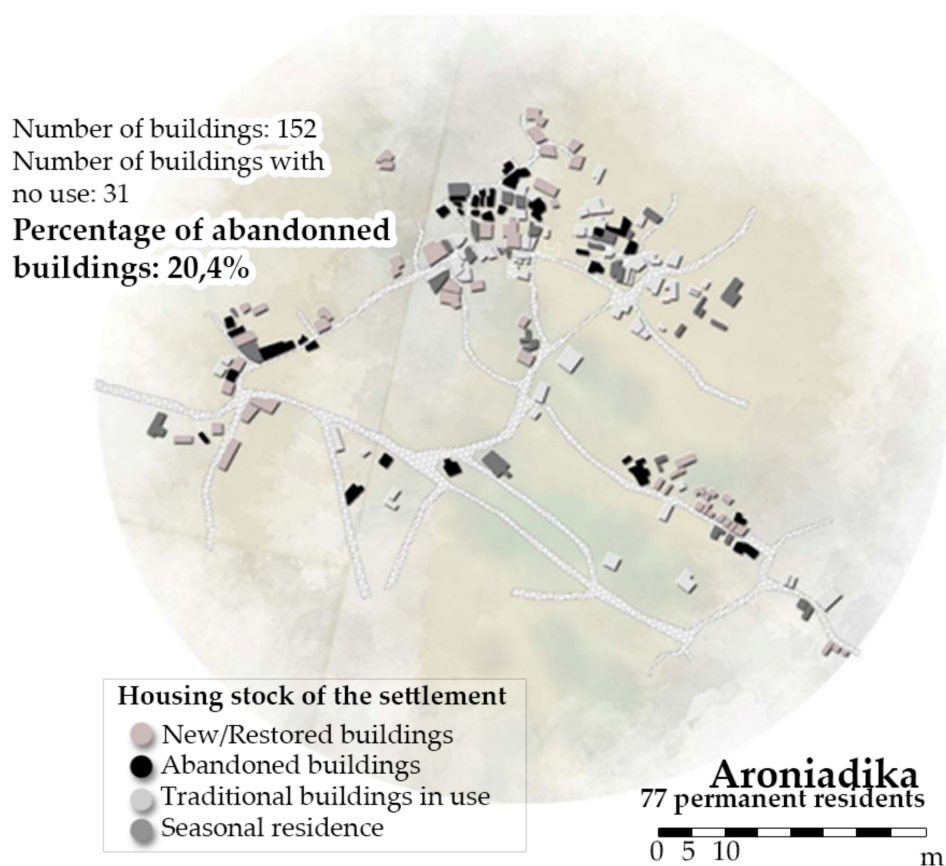 Number of buildings: 152
Number of buildings with
no use: 31
Percentage of abandonned
buildings: 20,4%
Housing stock of the settlement
New/Restored buildings
Abandoned buildings
Traditional buildings in use
Seasonal residence
Aroniadika
77 permanent residents
0 5 10
m